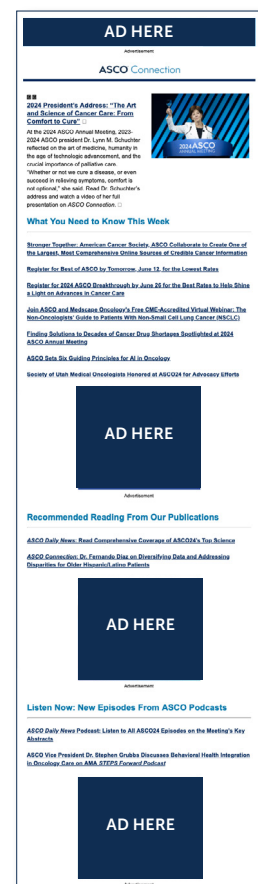 AD HERE
Advertisement
ASCO Connection
2024 President's Address: "The Art
and Science of Cancer Care: From
Comfort to Cure"
At the 2024 ASCO Annual Meeting, 2023-
2024 ASCO president Dr. Lynn M. Schuchter
reflected on the art of medicine, humanity in
the age of technologic advancement, and the
crucial importance of palliative care.
"Whether or not we cure a disease, or even
succeed in relieving symptoms, comfort is
not optional," she said. Read Dr. Schuchter's
address and watch a video of her full
presentation on ASCO Connection.
2024 ASCO
ANNUAL MEETING
What You Need to Know This Week
Stronger Together: American Cancer Society, ASCO Collaborate to Create One of
the Largest, Most Comprehensive Online Sources of Credible Cancer Information
Register for Best of ASCO by Tomorrow, June 12, for the Lowest Rates
Register for 2024 ASCO Breakthrough by June 26 for the Best Rates to Help Shine
a Light on Advances in Cancer Care
Join ASCO and Medscape Oncology's Free CME-Accredited Virtual Webinar: The
Non-Oncologists' Guide to Patients With Non-Small Cell Lung Cancer (NSCLC)
Finding Solutions to Decades of Cancer Drug Shortages Spotlighted at 2024
ASCO Annual Meeting
ASCO Sets Six Guiding Principles for AI in Oncology
Society of Utah Medical Oncologists Honored at ASCO24 for Advocacy Efforts
AD HERE
Advertisement
Recommended Reading From Our Publications
ASCO Daily News: Read Comprehensive Coverage of ASCO24's Top Science
ASCO Connection: Dr. Fernando Diaz on Diversifying Data and Addressing
Disparities for Older Hispanic/Latino Patients
AD HERE
Advertisement
Listen Now: New Episodes From ASCO Podcasts
ASCO Daily News Podcast: Listen to All ASCO24 Episodes on the Meeting's Key
Abstracts
ASCO Vice President Dr. Stephen Grubbs Discusses Behavioral Health Integration
in Oncology Care on AMA STEPS Forward Podcast
AD HERE
Advertisement